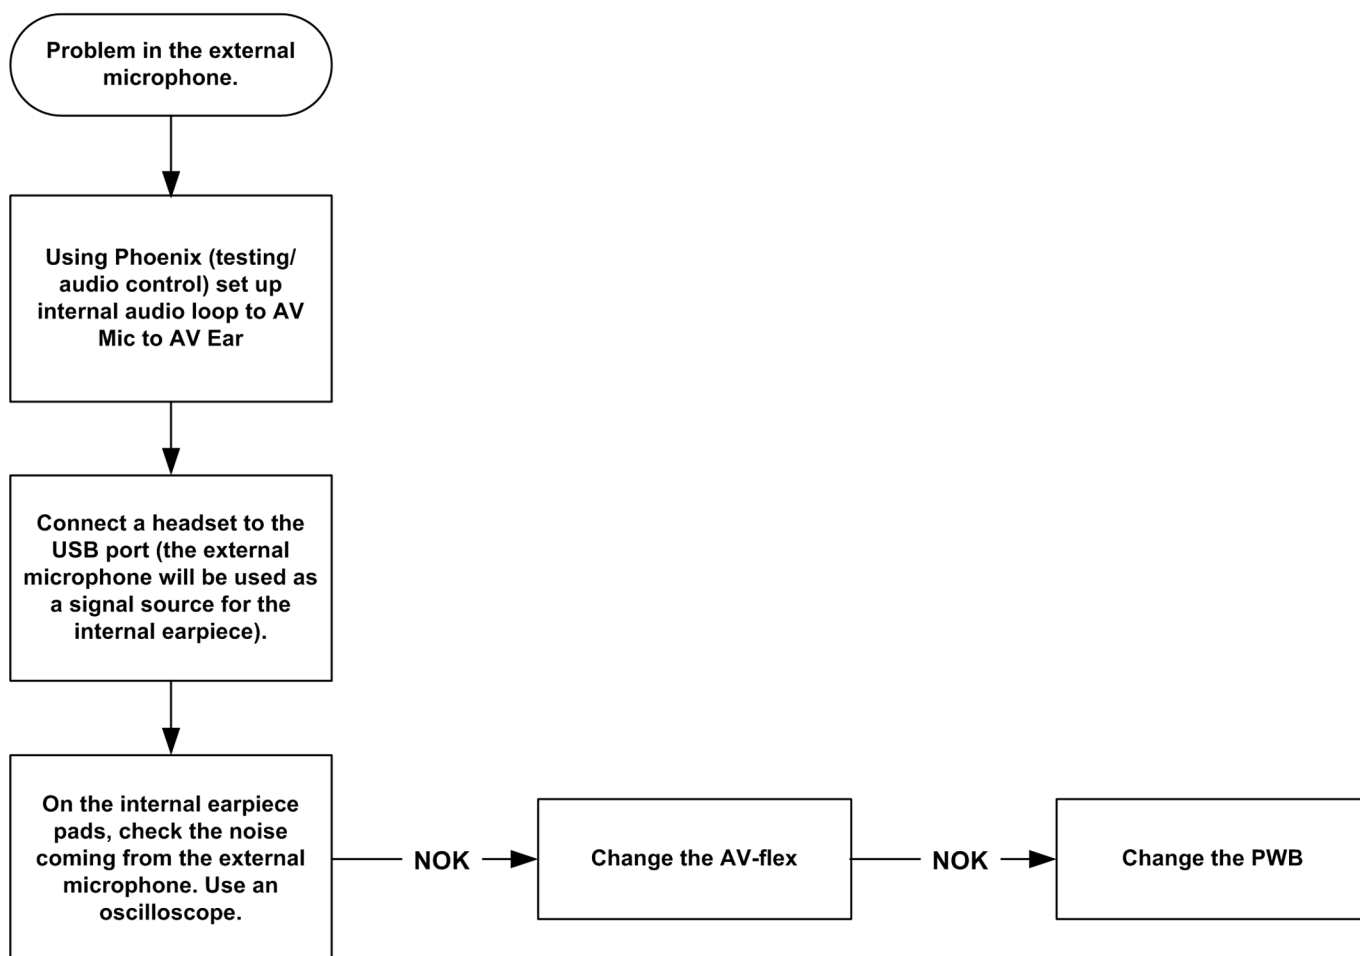 Problem in the external
microphone.
Using Phoenix (testing/
audio control) set up
internal audio loop to AV
Mic to AV Ear
Connect a headset to the
USB port (the external
microphone will be used as
a signal source for the
internal earpiece).
On the internal earpiece
pads, check the noise
coming from the external
microphone. Use an
oscilloscope.
NOK
Change the AV-flex
NOK
Change the PWB